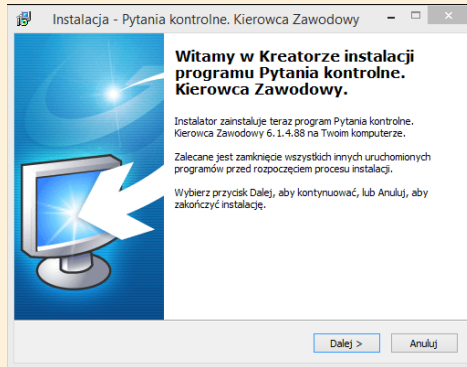 Instalacja - Pytania kontrolne. Kierowca Zawodowy
Witamy w Kreatorze instalacji
programu Pytania kontrolne.
Kierowca Zawodowy.
Instalator zainstaluje teraz program Pytania kontrolne.
Kierowca Zawodowy 6.1.4.88 na Twoim komputerze.
Zalecane jest zamknięcie wszystkich innych uruchomionych
programów przed rozpoczęciem procesu instalacji.
Wybierz przycisk Dalej, aby kontynuować, lub Anuluj, aby
zakończyć instalację.
Dalej > Anuluj